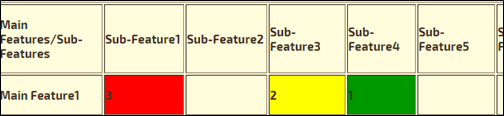 Main
Features/Sub-
Features
Sub-Feature1
Sub-Feature2
Sub-
Feature3
Sub-
Feature4
Sub-
Feature5
Main Feature1
3
2
1